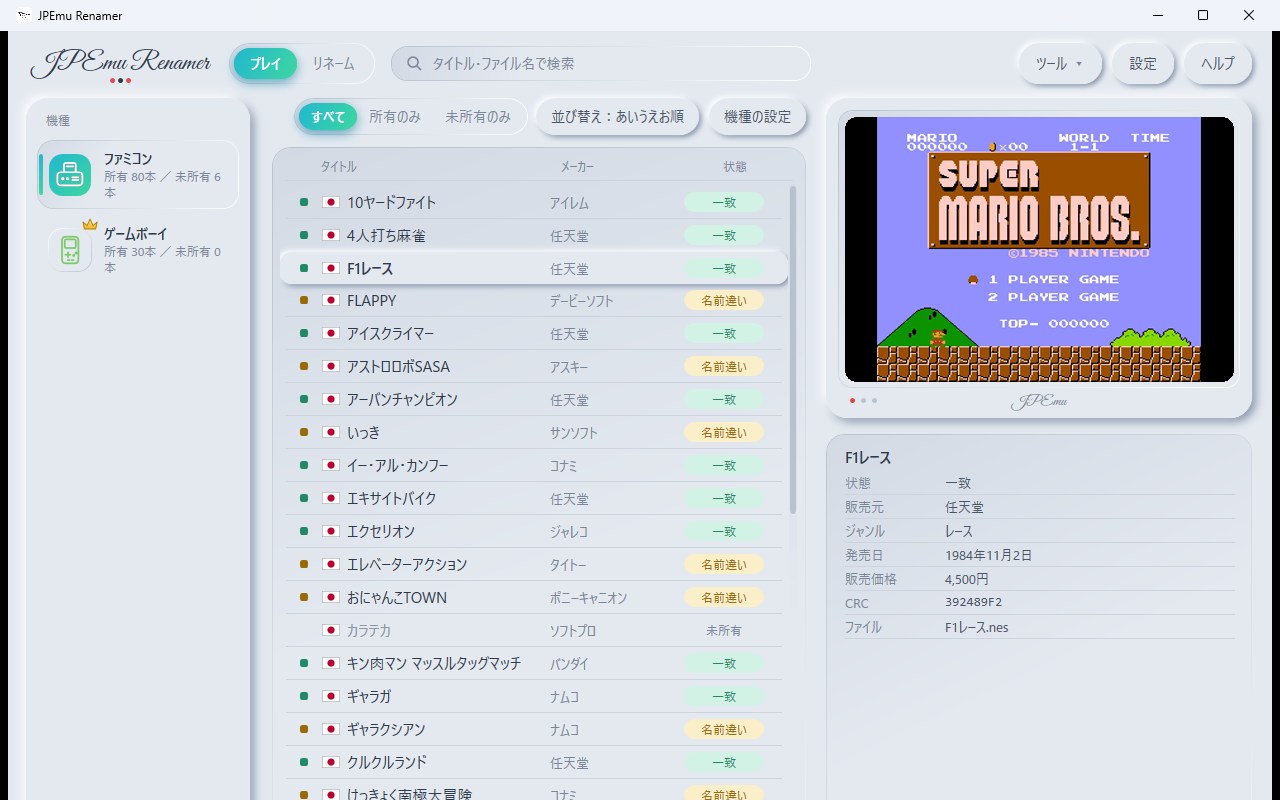 JPEmu Renamer
JPEmu Renamer
プレイ
リネーム
タイトル・ファイル名で検索
ツール ▼
設定
ヘルプ
機種
ファミコン
所有 80本 ／ 未所有 6
本
ゲームボーイ
所有 30本 ／ 未所有 0
本
すべて
所有のみ
未所有のみ
並び替え：あいうえお順
機種の設定
タイトル メーカー 状態
10ヤードファイト アイレム 一致
4人打ち麻雀 任天堂 一致
F1レース 任天堂 一致
FLAPPY デービーソフト 名前違い
アイスクライマー 任天堂 一致
アストロロボSASA アスキー 名前違い
アーバンチャンピオン 任天堂 一致
いっき サンソフト 名前違い
イー・アル・カンフー コナミ 一致
エキサイトバイク 任天堂 一致
エクセリオン ジャレコ 一致
エレベーターアクション タイトー 名前違い
おにゃんこTOWN ポニーキャニオン 名前違い
カラテカ ソフトプロ 未所有
キン肉マン マッスルタッグマッチ バンダイ 一致
ギャラガ ナムコ 一致
ギャラクシアン ナムコ 名前違い
クルクルランド 任天堂 一致
けっきょく南極大冒険 コナミ 名前違い
MARIO WORLD TIME
000000 ×00 1-1
SUPER
MARIO BROS.
©1985 NINTENDO
1 PLAYER GAME
2 PLAYER GAME
TOP- 000000
JPEmu
F1レース
状態 一致
販売元 任天堂
ジャンル レース
発売日 1984年11月2日
販売価格 4,500円
CRC 392489F2
ファイル F1レース.nes